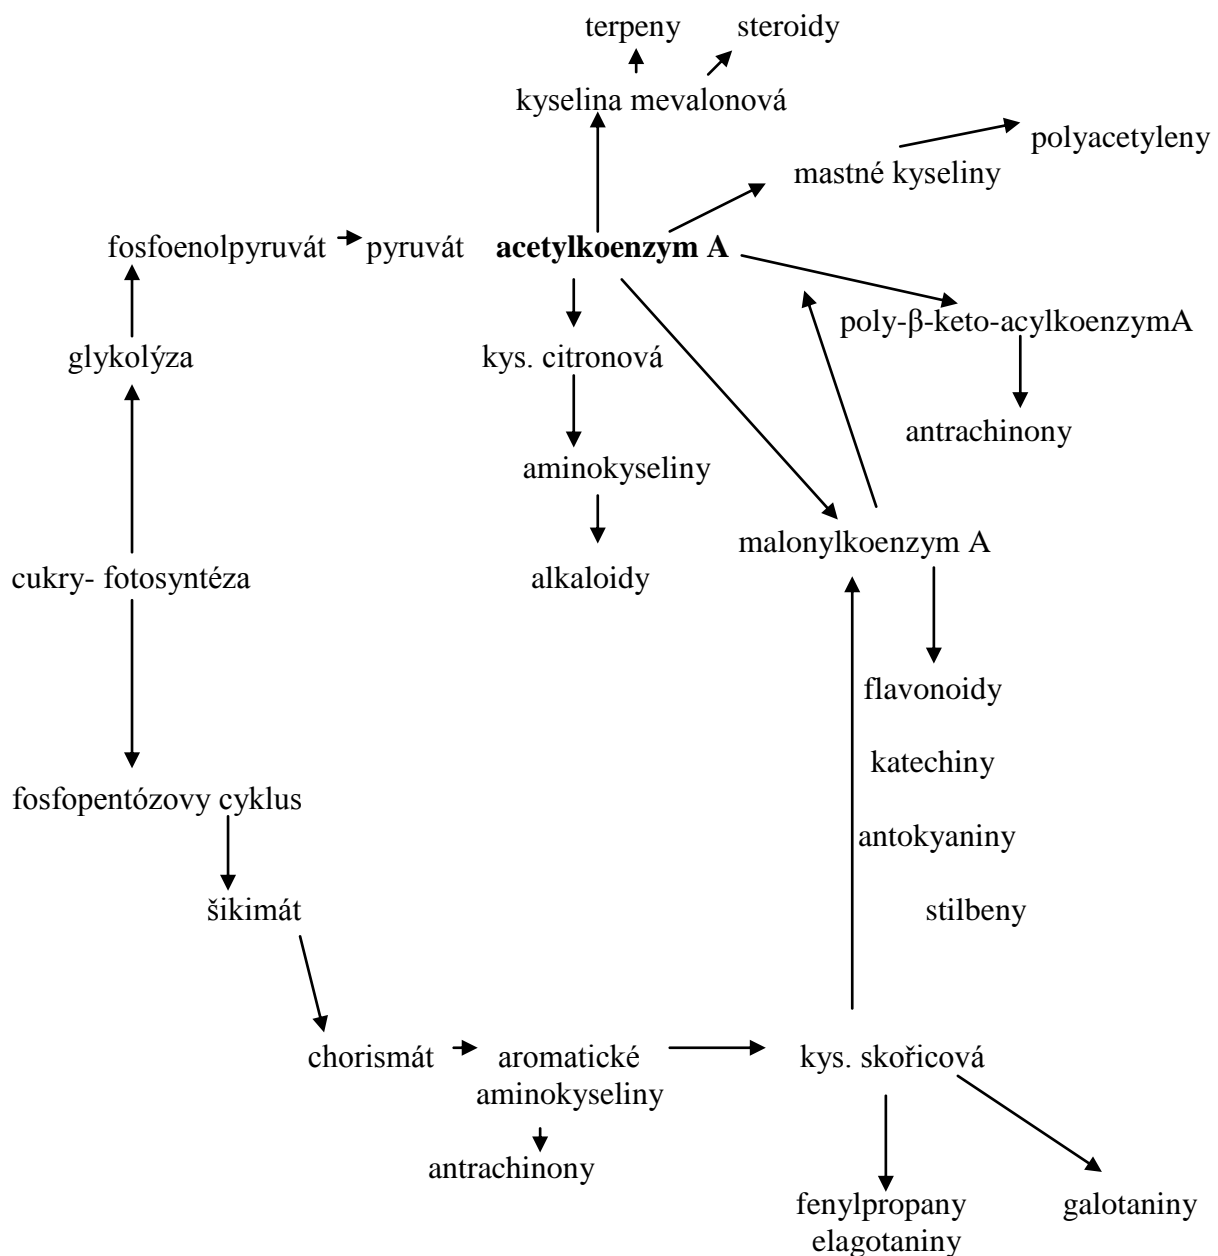 terpeny steroidy
kyselina mevalonová
polyacetyleny
mastné kyseliny
fosfoenolpyruvát pyruvát acetylkoenzym A
poly-β-keto-acylkoenzymA
glykolýza kys. citronová
antrachinony
aminokyseliny
malonylkoenzym A
cukry- fotosyntéza alkaloidy
flavonoidy
katechiny
fosfopentózovy cyklus
antokyaniny
šikimát stilbeny
chorismát aromatické kys. skořicová
aminokyseliny
antrachinony
fenylpropany galotaniny
elagotaniny